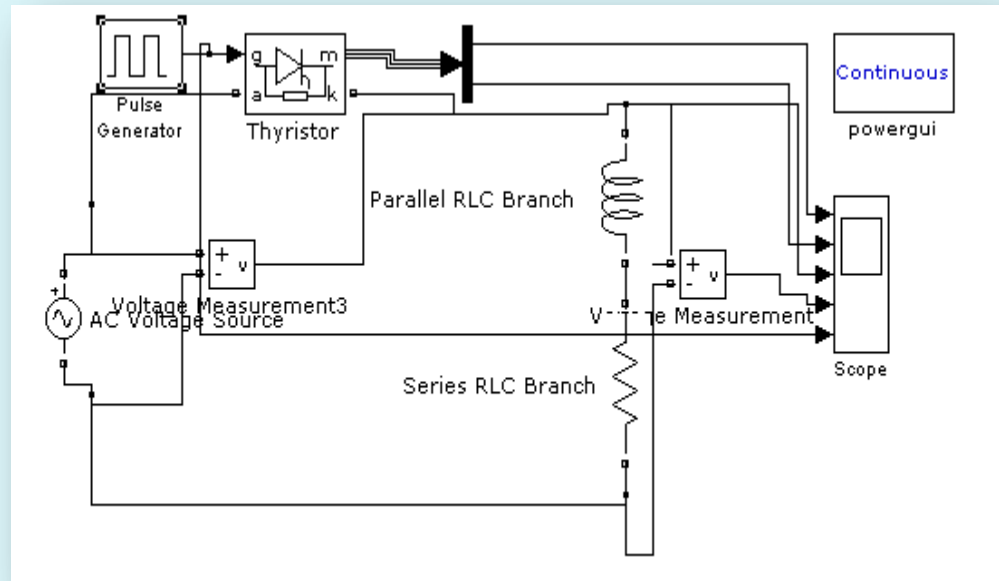 Pulse
Generator
g m
a k
Thyristor
Continuous
powergui
Parallel RLC Branch
+
- v
Voltage Measurement3
+
AC Voltage Source
+
- v
Measurement
Series RLC Branch
Scope